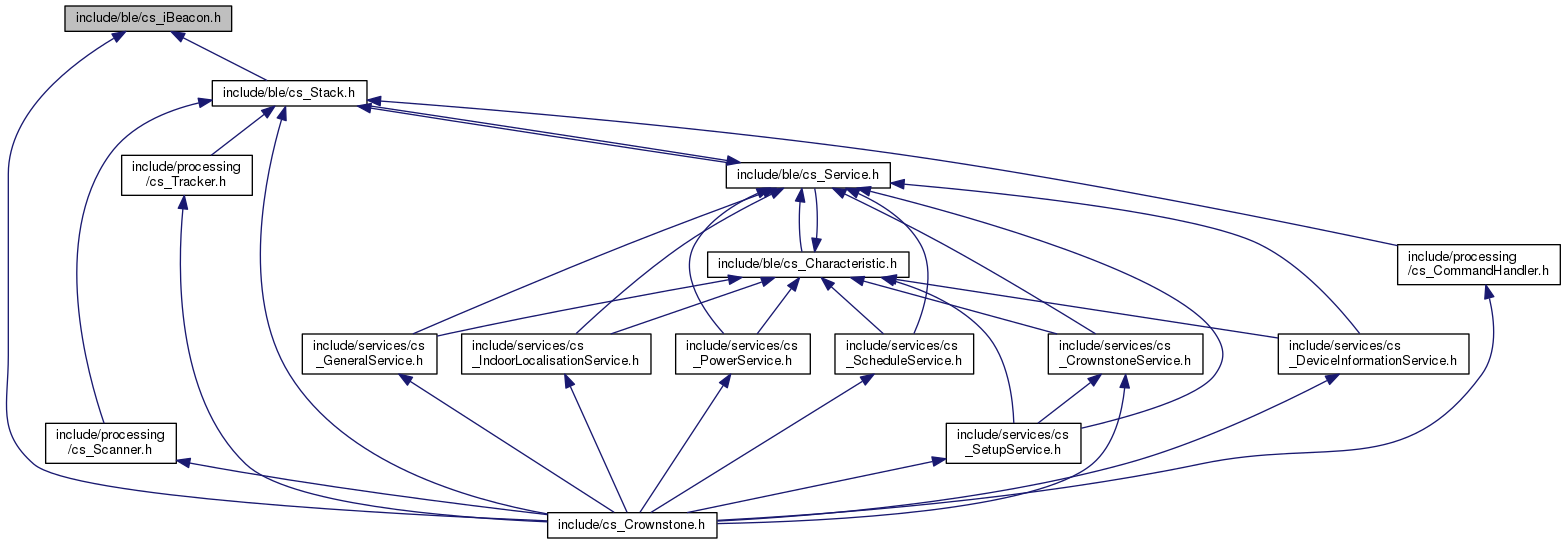 include/ble/cs_iBeacon.h
include/ble/cs_Stack.h
include/processing
/cs_Tracker.h
include/ble/cs_Service.h
include/ble/cs_Characteristic.h
include/processing
/cs_CommandHandler.h
include/services/cs
_GeneralService.h
include/services/cs
_IndoorLocalisationService.h
include/services/cs
_PowerService.h
include/services/cs
_ScheduleService.h
include/services/cs
_CrownstoneService.h
include/services/cs
_DeviceInformationService.h
include/processing
/cs_Scanner.h
include/services/cs
_SetupService.h
include/cs_Crownstone.h